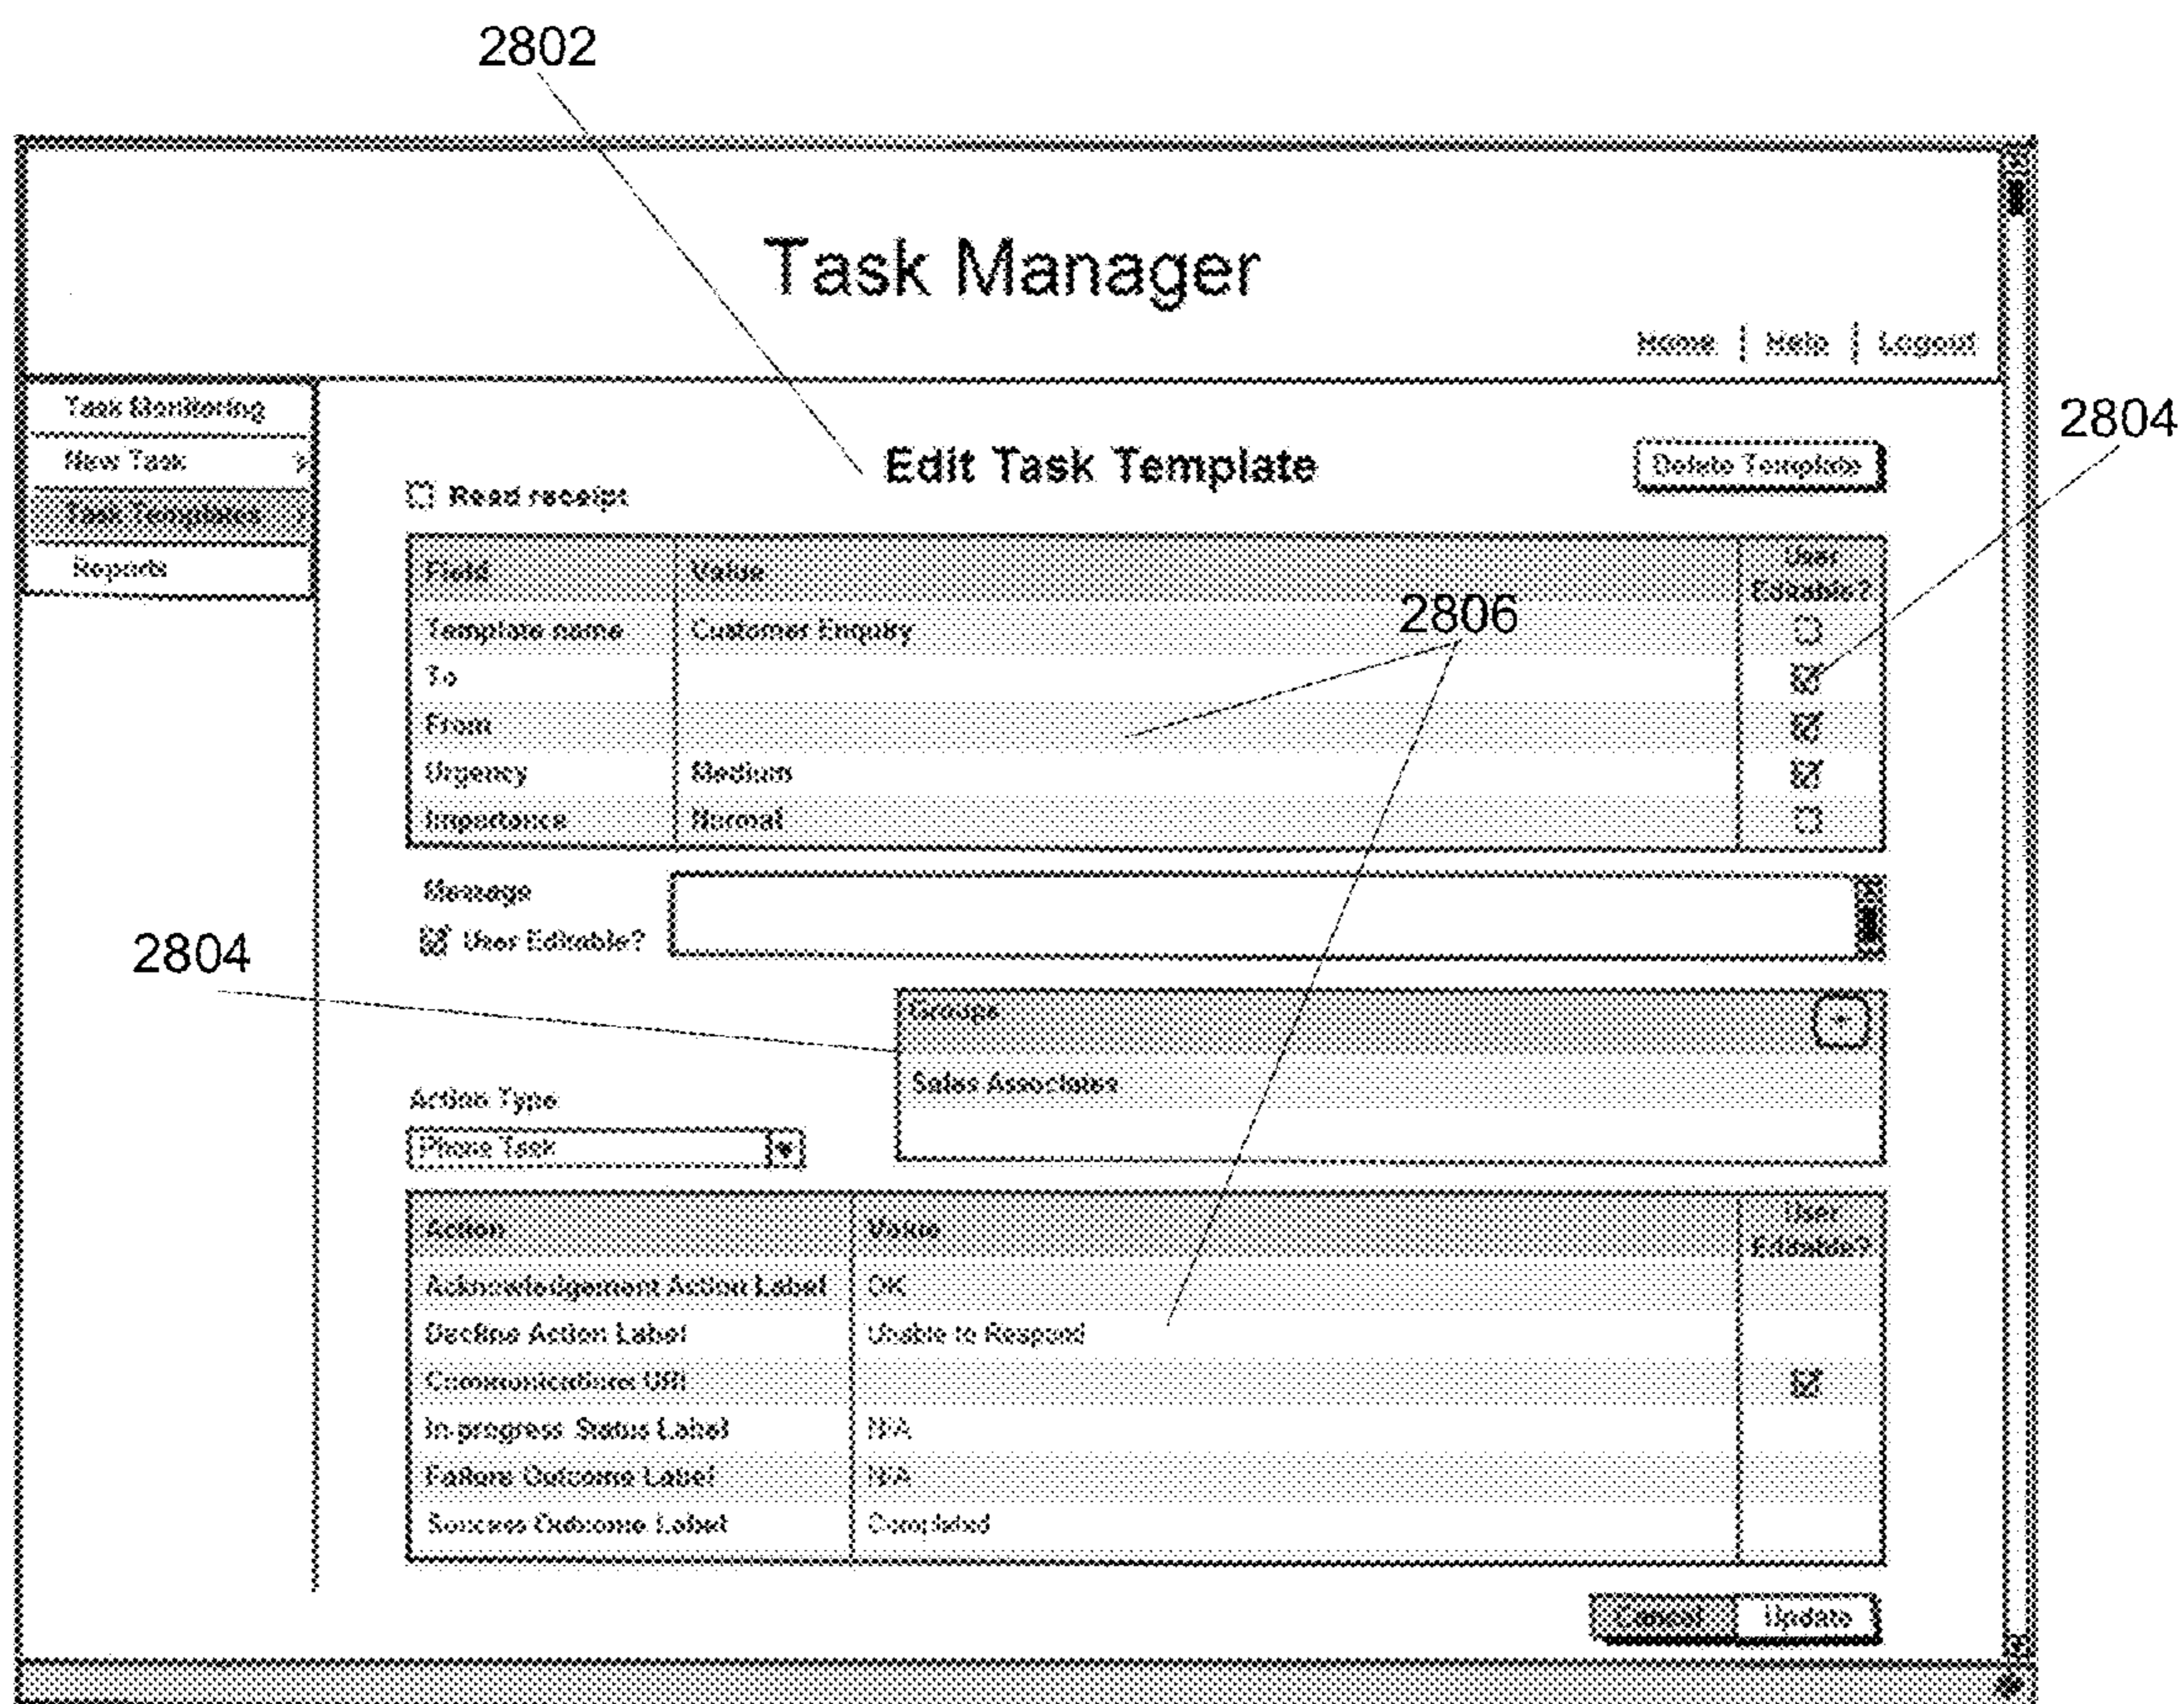 2802
Task Manager
Home | Help | Logout
Task Monitoring
New Task >
Task Templates
Reports
2804
Edit Task Template
Delete Template
Read receipt
Field Value User Editable?
2806
Template name Customer Enquiry
To
From
Urgency Medium
Importance Normal
Message
User Editable?
2804
Groups
+
Sales Associates
Action Type
Phone Task
Action Value User Editable?
Acknowledgement Action Label OK
Decline Action Label Unable to Respond
Communications URI
In-progress Status Label N/A
Failure Outcome Label N/A
Success Outcome Label Completed
Cancel Update